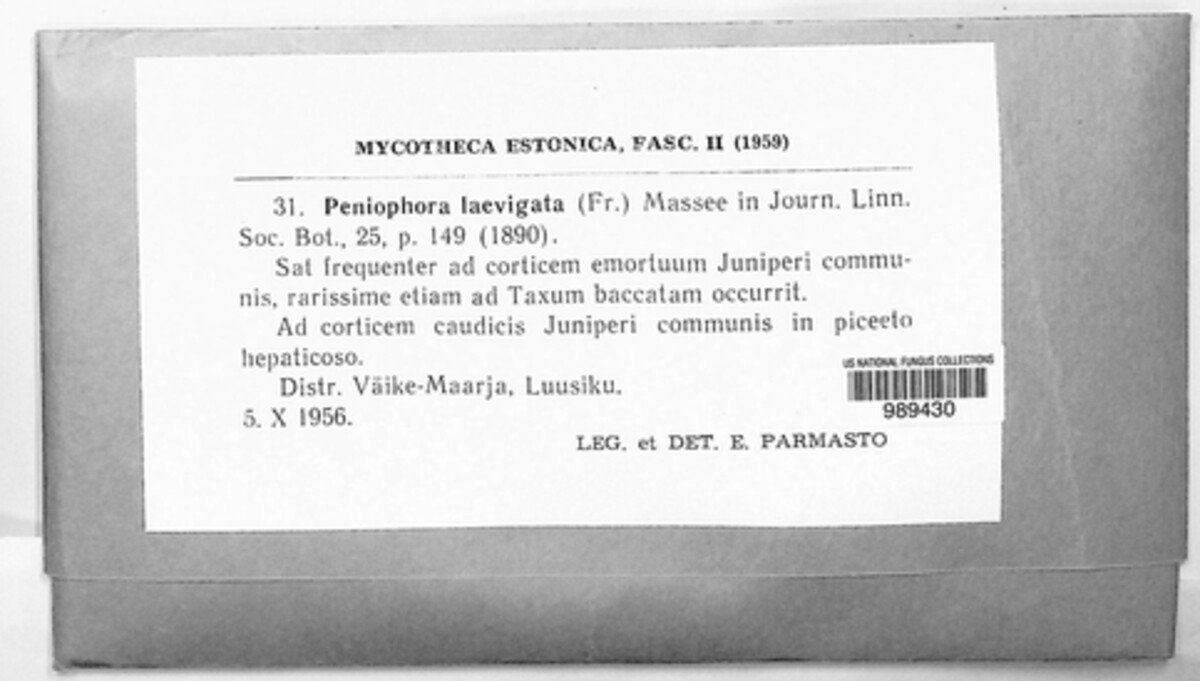 MYCOTHECA ESTONICA, FASC. II (1959)
31. Peniophora laevigata (Fr.) Massee in Journ. Linn.
Soc. Bot., 25, p. 149 (1890).
Sat frequenter ad corticem emortuum Juniperi commu-
nis, rarissime etiam ad Taxum baccatam occurrit.
Ad corticem caudicis Juniperi communis in piceeto
hepaticoso.
Distr. Väike-Maarja, Luusiku.
5. X 1956.
US NATIONAL FUNGUS COLLECTIONS
989430
LEG. et DET. E. PARMASTO